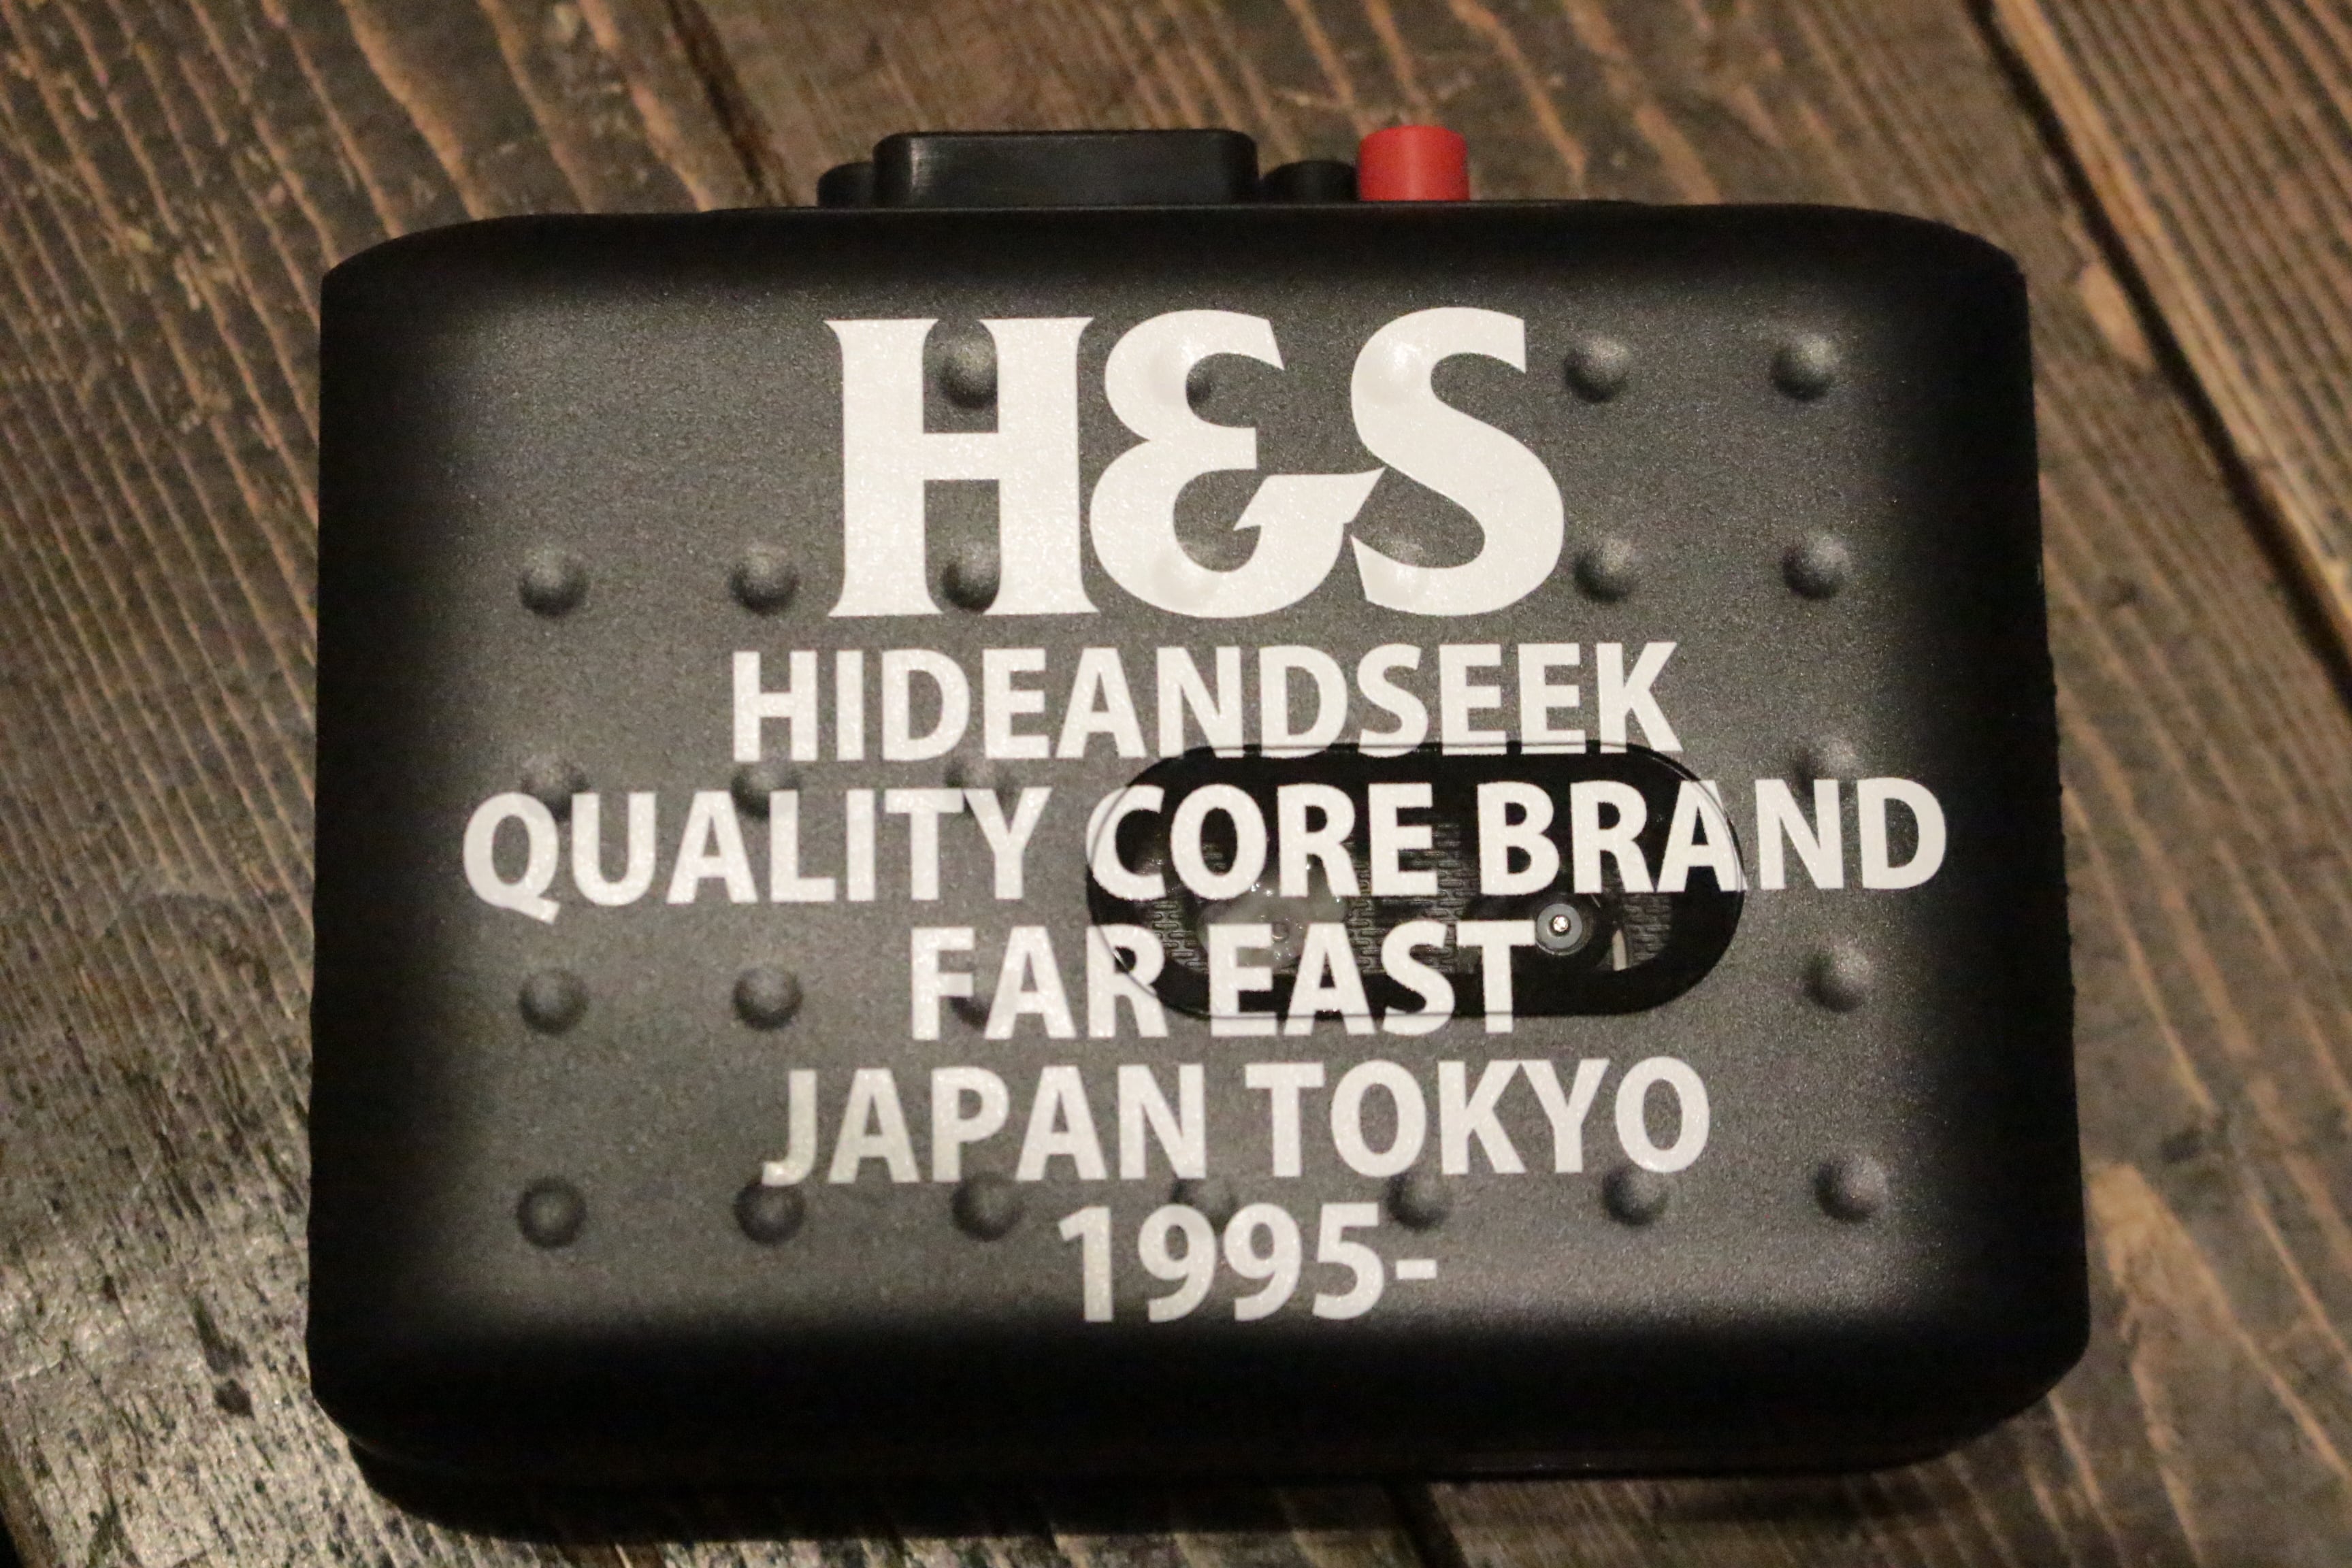 H&S
HIDEANDSEEK
QUALITY CORE BRAND
FAR EAST
JAPAN TOKYO
1995-